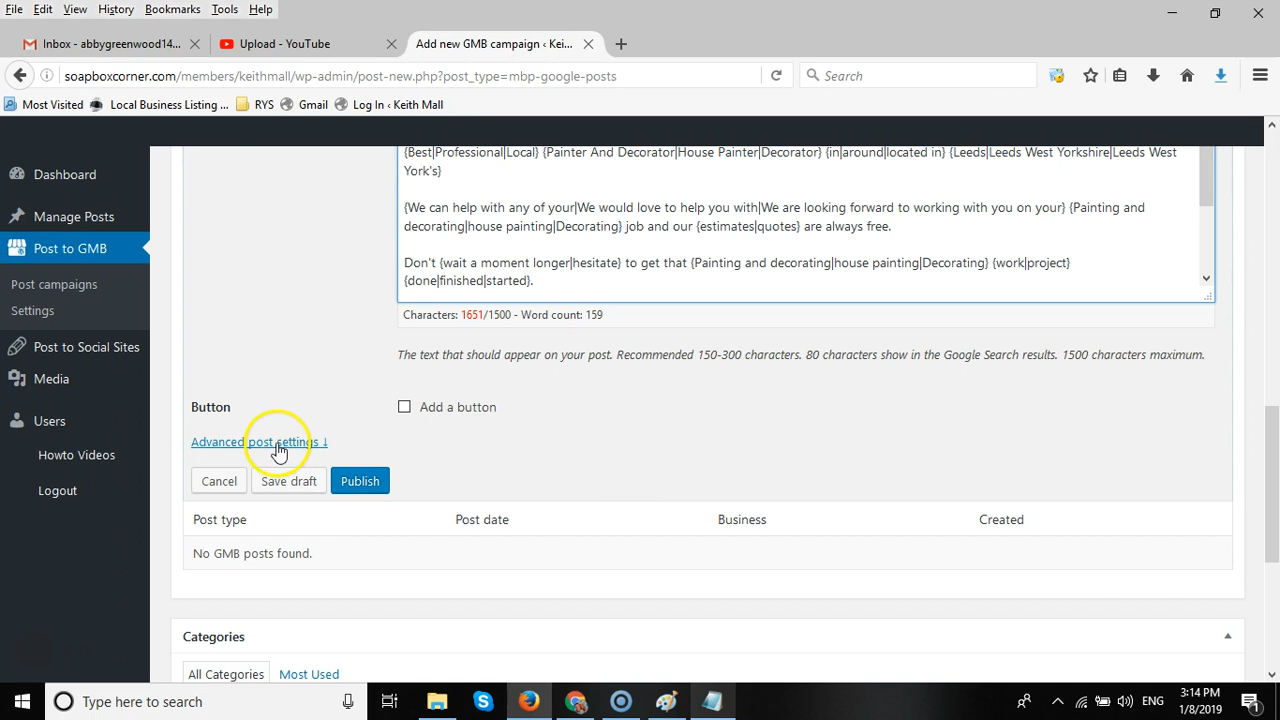 File Edit View History Bookmarks Tools Help
Inbox - abbygreenwood14... Upload - YouTube Add new GMB campaign ‹ Kei...
soapboxcorner.com/members/keithmall/wp-admin/post-new.php?post_type=mbp-google-posts Search
Most Visited Local Business Listing ... RYS Gmail Log In ‹ Keith Mall
Dashboard
Manage Posts
Post to GMB
Post campaigns
Settings
Post to Social Sites
Media
Users
Howto Videos
Logout
{Best|Professional|Local} {Painter And Decorator|House Painter|Decorator} {in|around|located in} {Leeds|Leeds West Yorkshire|Leeds West
York's}
{We can help with any of your|We would love to help you with|We are looking forward to working with you on your} {Painting and
decorating|house painting|Decorating} job and our {estimates|quotes} are always free.
Don't {wait a moment longer|hesitate} to get that {Painting and decorating|house painting|Decorating} {work|project}
{done|finished|started}.
Characters: 1651/1500 - Word count: 159
The text that should appear on your post. Recommended 150-300 characters. 80 characters show in the Google Search results. 1500 characters maximum.
Button Add a button
Advanced post settings ↓
Cancel Save draft Publish
Post type Post date Business Created
No GMB posts found.
Categories
All Categories Most Used
Type here to search ENG 3:14 PM
1/8/2019 1